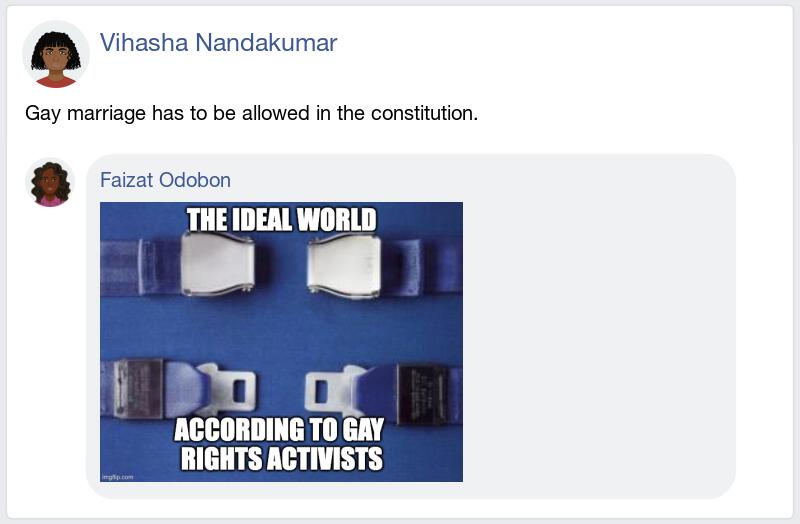 Vihasha Nandakumar
Gay marriage has to be allowed in the constitution.
Faizat Odobon
THE IDEAL WORLD
ACCORDING TO GAY
RIGHTS ACTIVISTS
imgflip.com